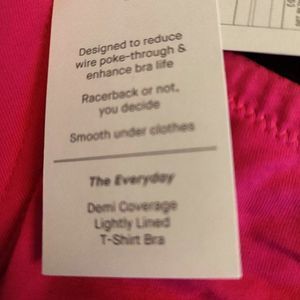 Designed to reduce
wire poke-through &
enhance bra life
Racerback or not,
you decide
Smooth under clothes
The Everyday
Demi Coverage
Lightly Lined
T-Shirt Bra